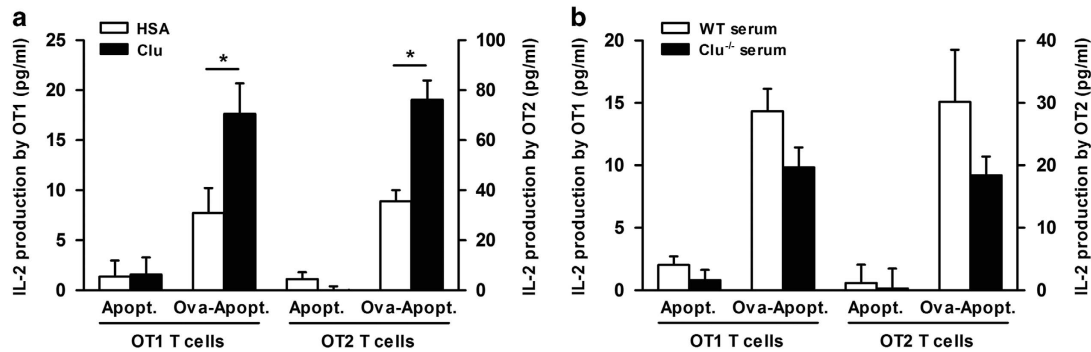 a
HSA
Clu
IL-2 production by OT1 (pg/ml)
25
20
15
10
5
0
*
*
100
80
60
40
20
0
IL-2 production by OT2 (pg/ml)
Apopt. Ova-Apopt. Apopt. Ova-Apopt.
OT1 T cells OT2 T cells
b
WT serum
Clu-/- serum
IL-2 production by OT1 (pg/ml)
20
15
10
5
0
40
30
20
10
0
IL-2 production by OT2 (pg/ml)
Apopt. Ova-Apopt. Apopt. Ova-Apopt.
OT1 T cells OT2 T cells